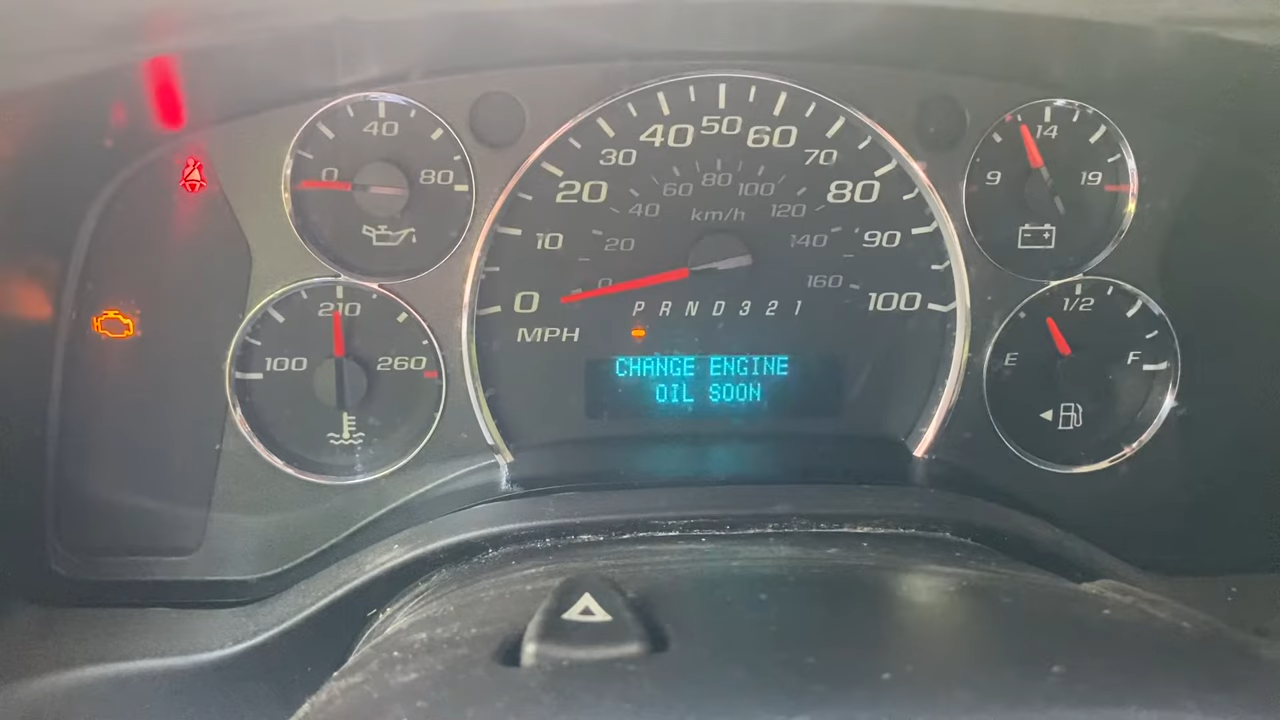 0 40 80
210
100 260
0 10 20 30 40 50 60 70 80 90 100
MPH
0 20 40 60 80 100 120 140 160
km/h
P R N D 3 2 1
CHANGE ENGINE
OIL SOON
9 14 19
E 1/2 F